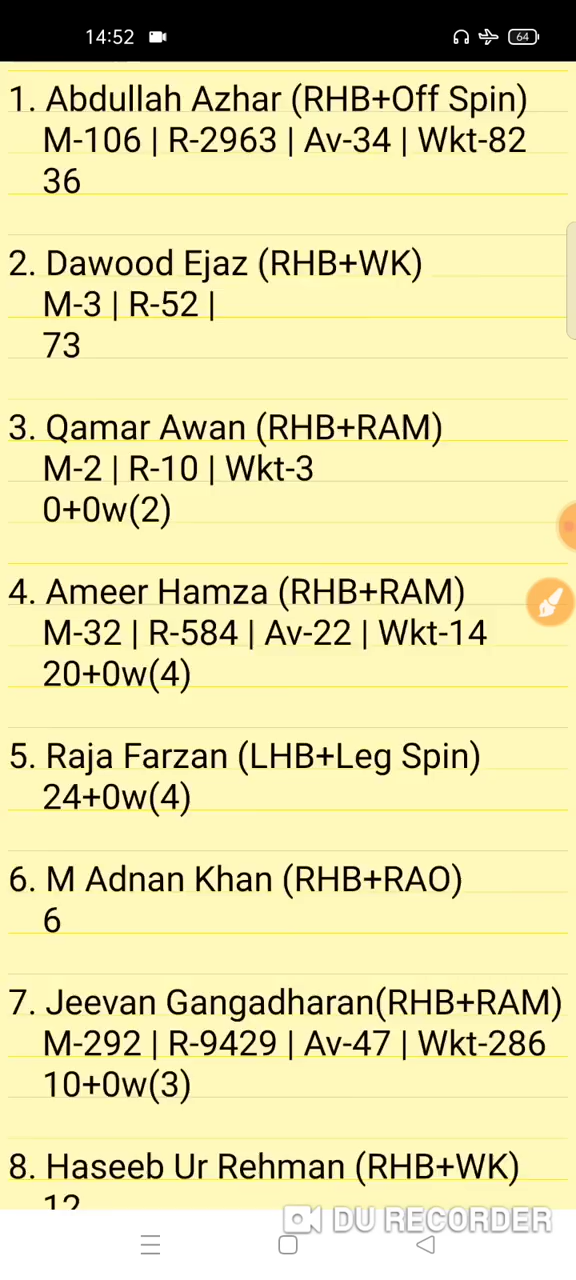 14:52
64
1. Abdullah Azhar (RHB+Off Spin)
M-106 | R-2963 | Av-34 | Wkt-82
36
2. Dawood Ejaz (RHB+WK)
M-3 | R-52 |
73
3. Qamar Awan (RHB+RAM)
M-2 | R-10 | Wkt-3
0+0w(2)
4. Ameer Hamza (RHB+RAM)
M-32 | R-584 | Av-22 | Wkt-14
20+0w(4)
5. Raja Farzan (LHB+Leg Spin)
24+0w(4)
6. M Adnan Khan (RHB+RAO)
6
7. Jeevan Gangadharan(RHB+RAM)
M-292 | R-9429 | Av-47 | Wkt-286
10+0w(3)
8. Haseeb Ur Rehman (RHB+WK)
12
DU RECORDER